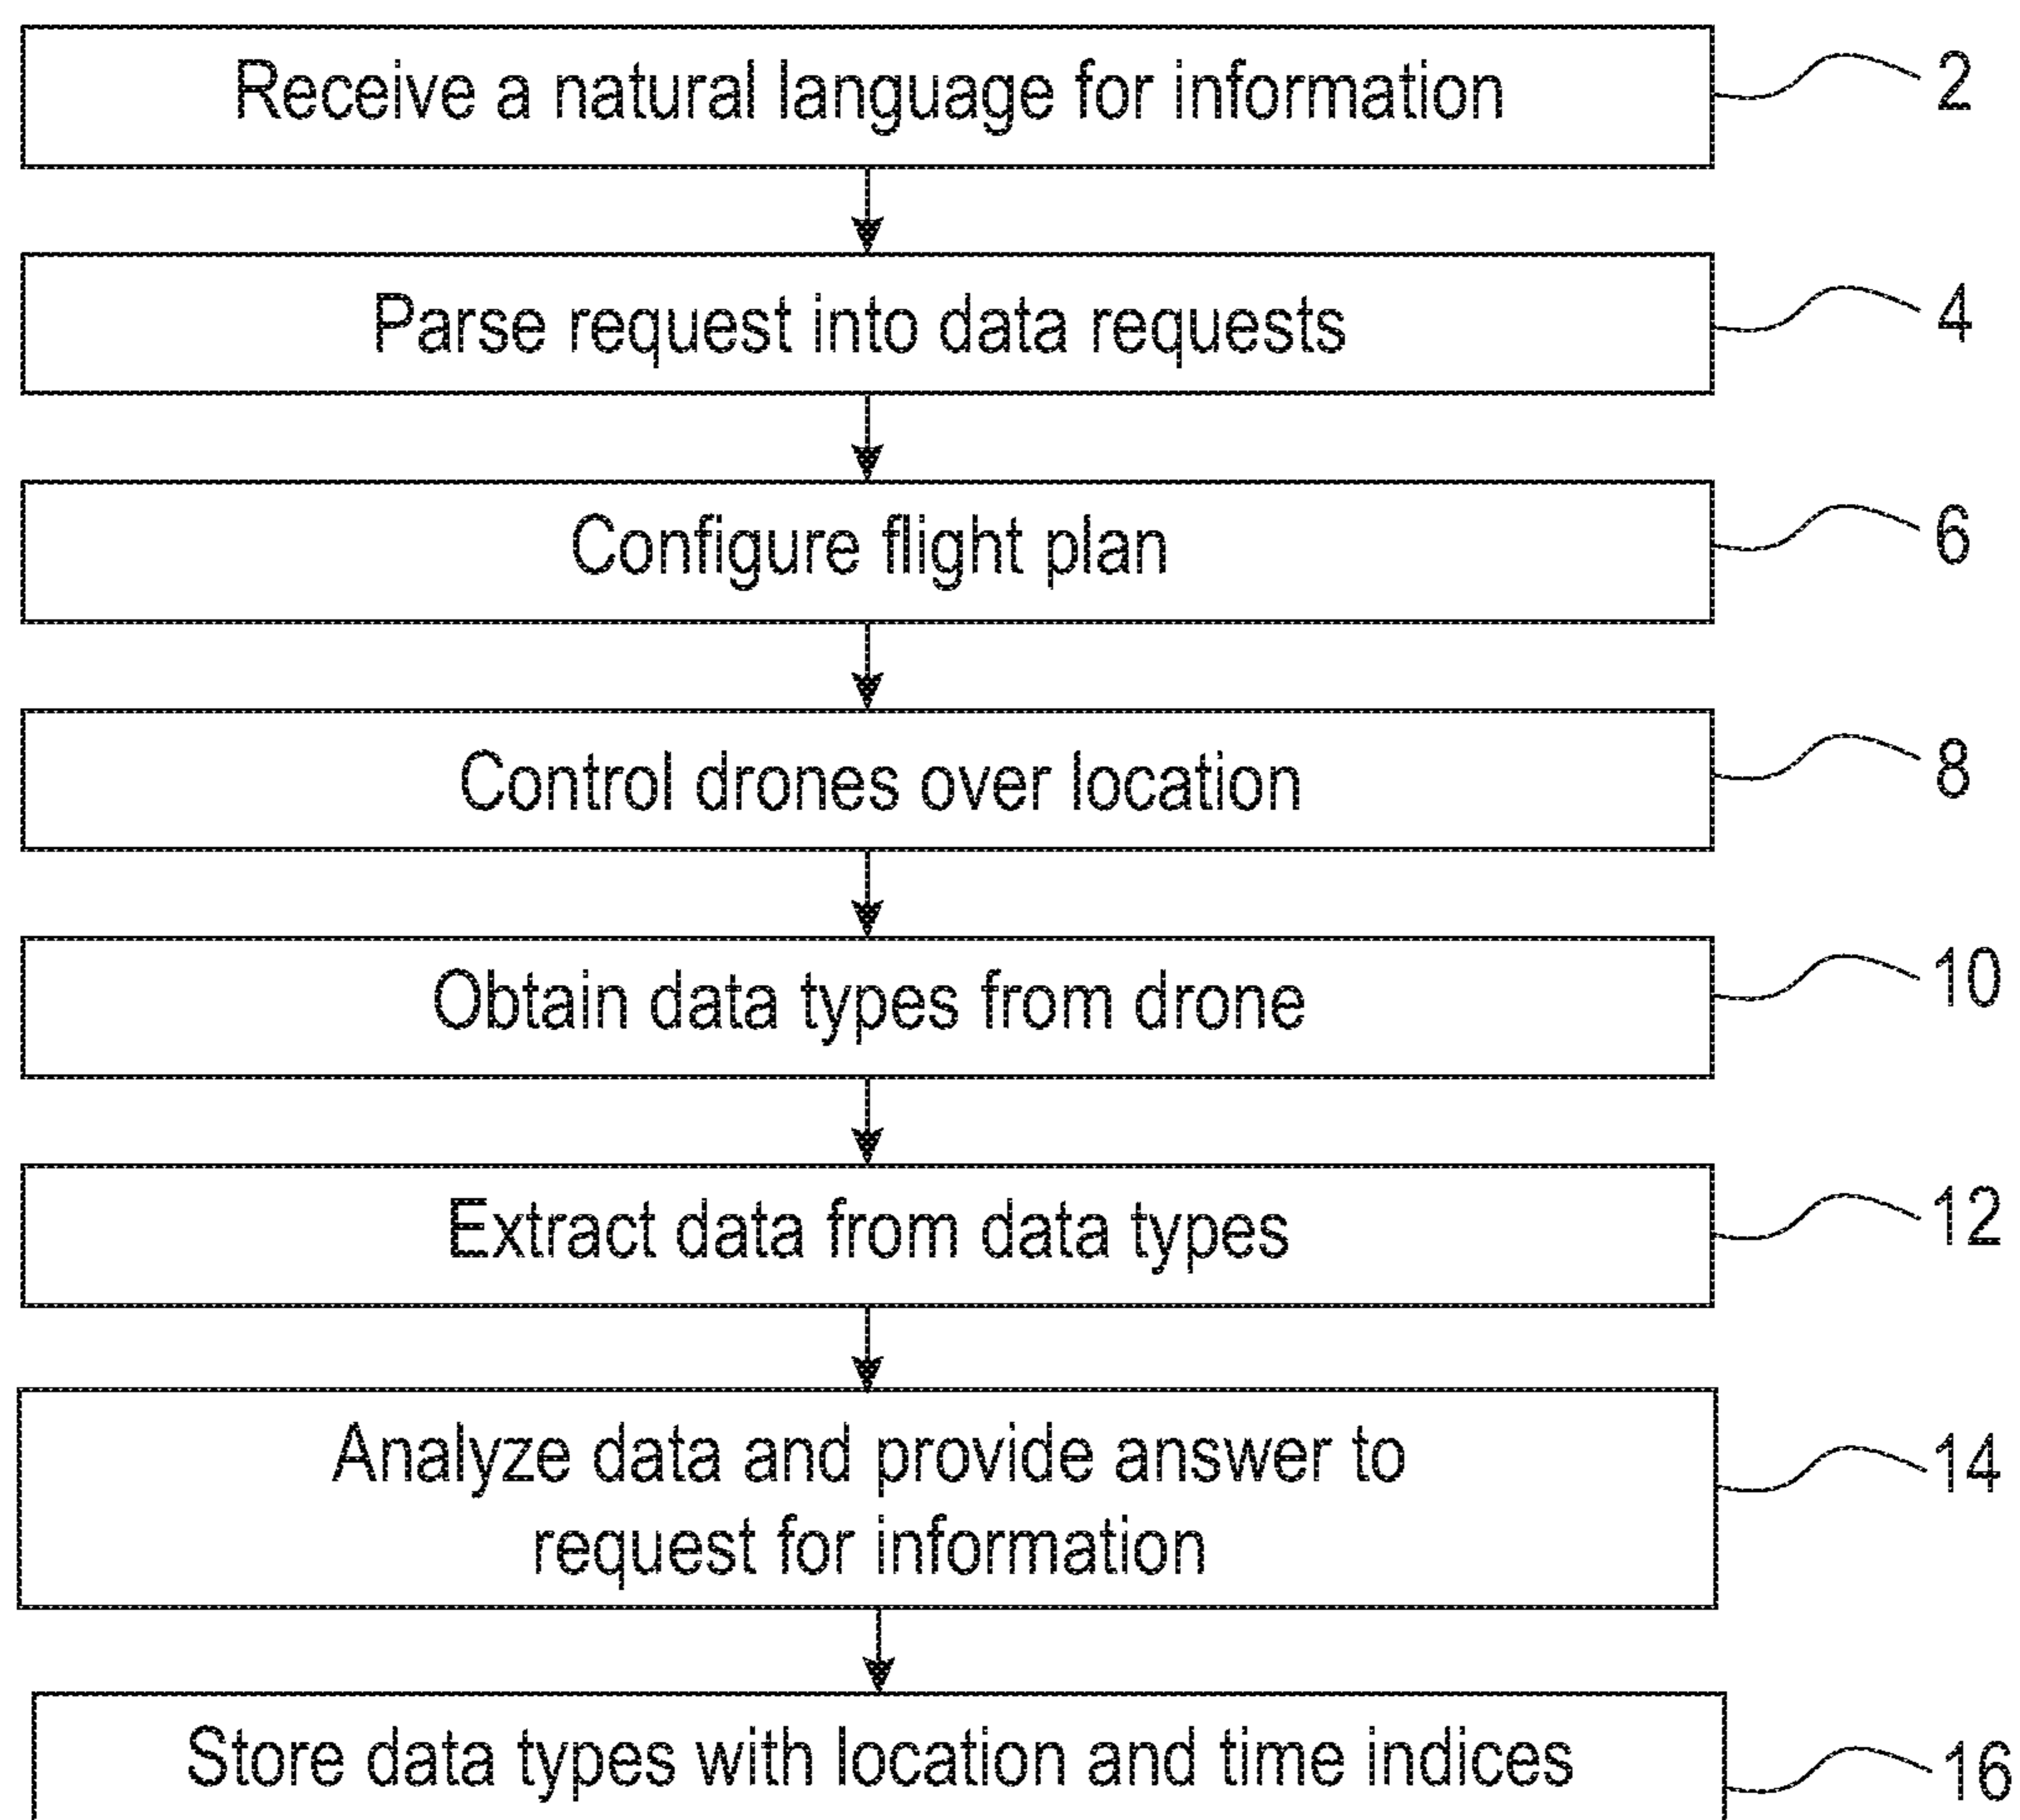 Receive a natural language for information
2
Parse request into data requests
4
Configure flight plan
6
Control drones over location
8
Obtain data types from drone
10
Extract data from data types
12
Analyze data and provide answer to
request for information
14
Store data types with location and time indices
16